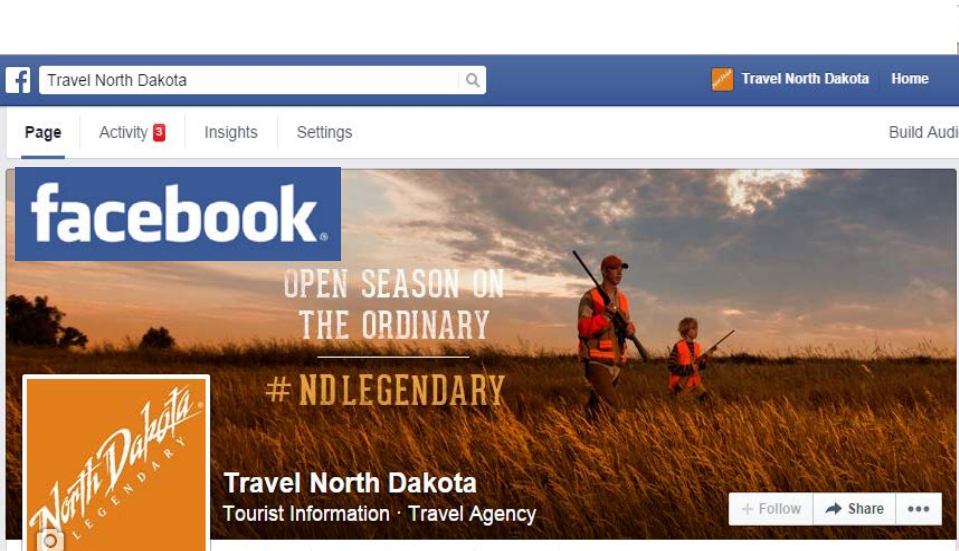 f
Travel North Dakota
Travel North Dakota Home
Page Activity 3 Insights Settings
Build Audi
facebook®
OPEN SEASON ON
THE ORDINARY
#NDLEGENDARY
North Dakota
LEGENDARY
Travel North Dakota
Tourist Information · Travel Agency
+ Follow Share •••